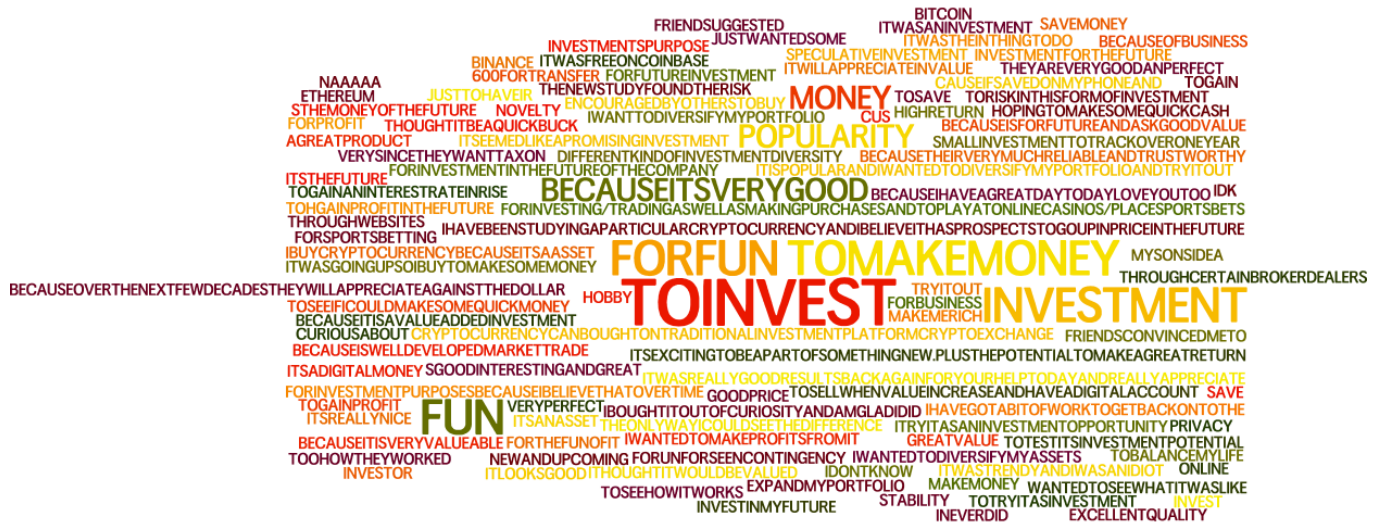 BITCOIN
FRIENDSUGGESTED
ITWASANINVESTMENT
SAVEMONEY
JUSTWANTEDSOME
ITWASTHEINTHINGTODO
BECAUSEOFBUSINESS
INVESTMENTSPURPOSE
SPECULATIVEINVESTMENT
INVESTMENTFORTHEFUTURE
BINANCE
ITWASFREEONCOINBASE
ITWILLAPPRECIATEINVALUE
THEYAREVERYGOODANPERFECT
600FORTRANSFER
FORFUTUREINVESTMENT
NAAAAA
THENEWSTUDYFOUNDTHERISK
CAUSEIFSAVEDONMYPHONEAND
TOGAIN
ETHEREUM
JUSTTOHAVEIR
ENCOURAGEDBYOTHERSTOBUY
MONEY
TOSAVE
TORISKINTHISFORMOFINVESTMENT
STHEMONEYOFTHEFUTURE
NOVELTY
IWANTTODIVERSIFYMYPORTFOLIO
CUS
HIGHRETURN
HOPINGTOMAKESOMEQUICKCASH
FORPROFIT
THOUGHTITBEAQUICKBUCK
POPULARITY
BECAUSEISFORFUTUREANDASKGOODVALUE
AGREATPRODUCT
ITSEEMEDLIKEAPROMISINGINVESTMENT
SMALLINVESTMENTTOTRACKOVERONEYEAR
VERYSINCETHEYWANTTAXON
DIFFERENTKINDOFINVESTMENTDIVERSITY
BECAUSETHEIRVERYMUCHRELIABLEANDTRUSTWORTHY
FORINVESTMENTINTHEFUTUREOFTHECOMPANY
ITISPOPULARANDIWANTEDTODIVERSIFYMYPORTFOLIOANDTRYITOUT
ITSTHEFUTURE
TOGAINANINTERESTRATEINRISE
BECAUSEITSVERYGOOD
BECAUSEIHAVEAGREATDAYTODAYLOVEYOUTOO
IDK
TOHGAINPROFITINTHEFUTURE
FORINVESTING/TRADINGASWELLASMAKINGPURCHASESANDTOPLAYATONLINECASINOS/PLACESPORTSBETS
THROUGHWEBSITES
IHAVEBEENSTUDYINGAPARTICULARCRYPTOCURRENCYANDIBELIEVEITHASPROSPECTSTOGOUPINPRICEINTHEFUTURE
FORSPORTSBETTING
IBUYCRYPTOCURRENCYBECAUSEITSAASSET
FORFUN
TOMAKEMONEY
MYSONSIDEA
ITWASGOINGUPSOIBUYTOMAKESOMEMONEY
THROUGHCERTAINBROKERDEALERS
BECAUSEOVERTHENEXTFEWDECADESTHEYWILLAPPRECIATEAGAINSTTHEDOLLAR
HOBBY
TOINVEST
TRYITOUT
INVESTMENT
TOSEEIFICOULDMAKESOMEQUICKMONEY
FORBUSINESS
BECAUSEITISAVALUEADDEDINVESTMENT
MAKEMERICH
CURIOUSABOUT
CRYPTOCURRENCYCANBOUGHTONTRADITIONALINVESTMENTPLATFORMCRYPTOEXCHANGE
FRIENDSCONVINCEDMETO
BECAUSEISWELLDEVELOPEDMARKETTRADE
ITSEXCITINGTOBEAPARTOFSOMETHINGNEW.PLUSTHEPOTENTIALTOMAKEAGREATRETURN
ITSADIGITALMONEY
SGOODINTERESTINGANDGREAT
ITWASREALLYGOODRESULTSBACKAGAINFORYOURHELPTODAYANDREALLYAPPRECIATE
FORINVESTMENTPURPOSESBECAUSEIBELIEVETHATOVERTIME
GOODPRICE
TOSELLWHENVALUEINCREASEANDHAVEADIGITALACCOUNT
SAVE
TOGAINPROFIT
FUN
VERYPERFECT
IBOUGHTITOUTOFCURIOSITYANDAMGLADIDID
IHAVEGOTABITOFWORKTOGETBACKONTOTHE
ITSREALLYNICE
ITSANASSET
THEONLYWAYICOULDSEETHEDIFFERENCE
ITRYITASANINVESTMENTOPPORTUNITY
PRIVACY
BECAUSEITISVERYVALUEABLE
FORTHEFUNOFIT
IWANTEDTOMAKEPROFITSFROMIT
GREATVALUE
TOTESTITSINVESTMENTPOTENTIAL
TOOHOWTHEYWORKED
NEWANDUPCOMING
FORUNFORSEENCONTINGENCY
IWANTEDTODIVERSIFYMYASSETS
TOBALANCEMYLIFE
INVESTOR
ITLOOKSGOOD
ITHOUGHTITWOULDBEVALUED
IDONTKNOW
ITWASTRENDYANDIWASANIDIOT
ONLINE
TOSEEHOWITWORKS
EXPANDMYPORTFOLIO
MAKEMONEY
WANTEDTOSEEWHATITWASLIKE
INVESTINMYFUTURE
STABILITY
TOTRYITASINVESTMENT
INVEST
INEVERDID
EXCELLENTQUALITY